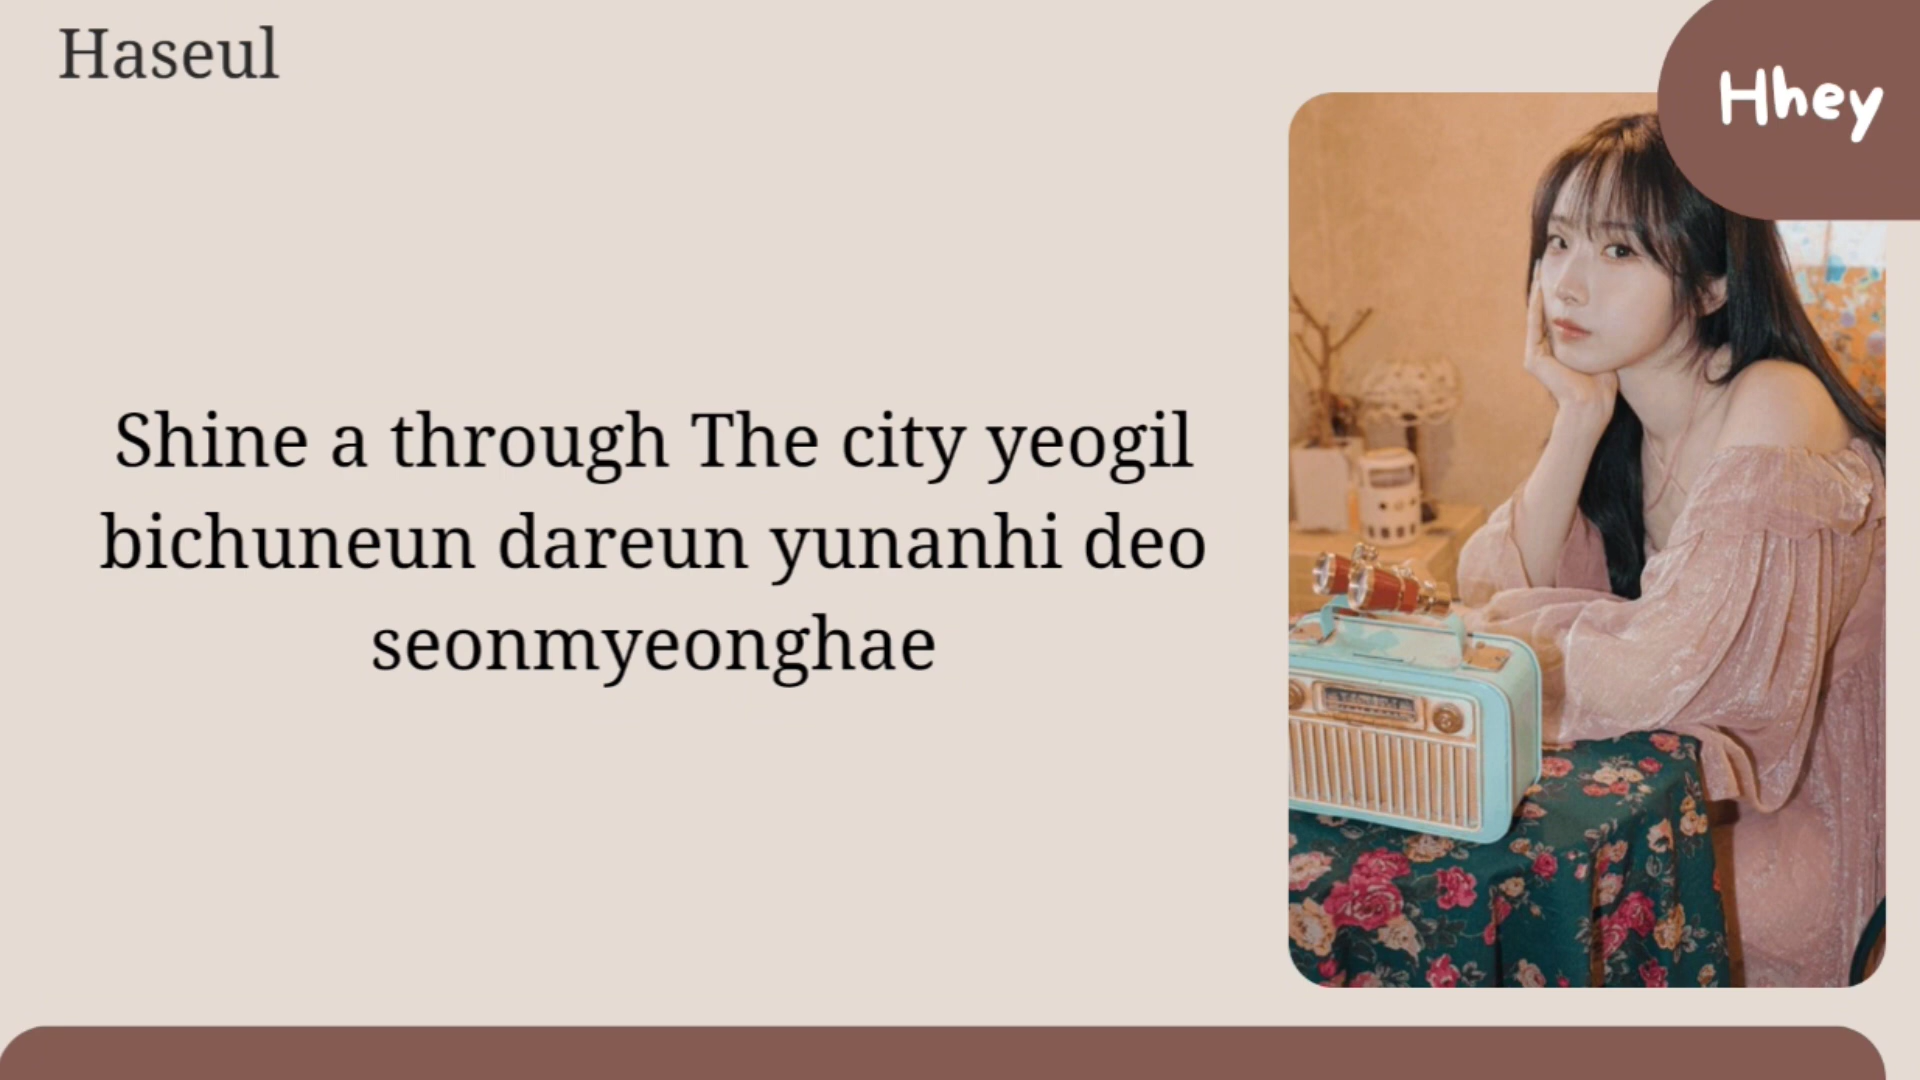 Haseul
Hhey
Shine a through The city yeogil
bichuneun dareun yunanhi deo
seonmyeonghae